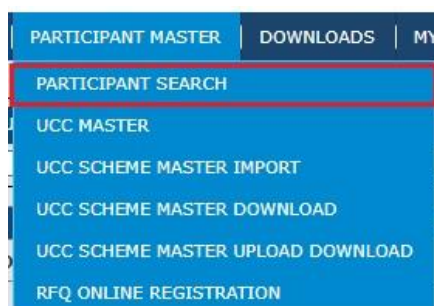 PARTICIPANT MASTER | DOWNLOADS | MY
PARTICIPANT SEARCH
UCC MASTER
UCC SCHEME MASTER IMPORT
UCC SCHEME MASTER DOWNLOAD
UCC SCHEME MASTER UPLOAD DOWNLOAD
RFQ ONLINE REGISTRATION